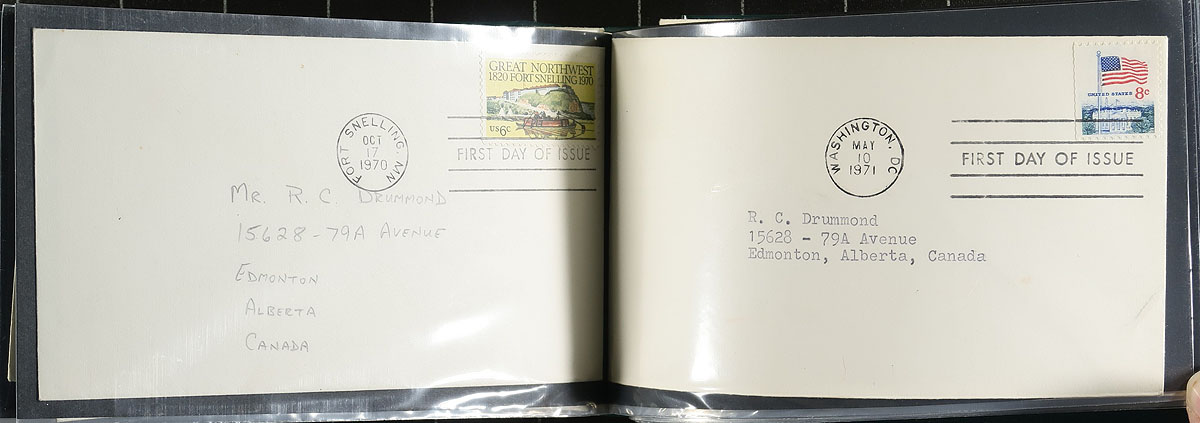 GREAT NORTHWEST
1820 FORT SNELLING 1970
US 6c
FORT SNELLING, MN
OCT
17
1970
FIRST DAY OF ISSUE
MR. R. C. DRUMMOND
15628 - 79A AVENUE
EDMONTON
ALBERTA
CANADA
UNITED STATES 8c
WASHINGTON, DC
MAY
10
1971
FIRST DAY OF ISSUE
R. C. Drummond
15628 - 79A Avenue
Edmonton, Alberta, Canada